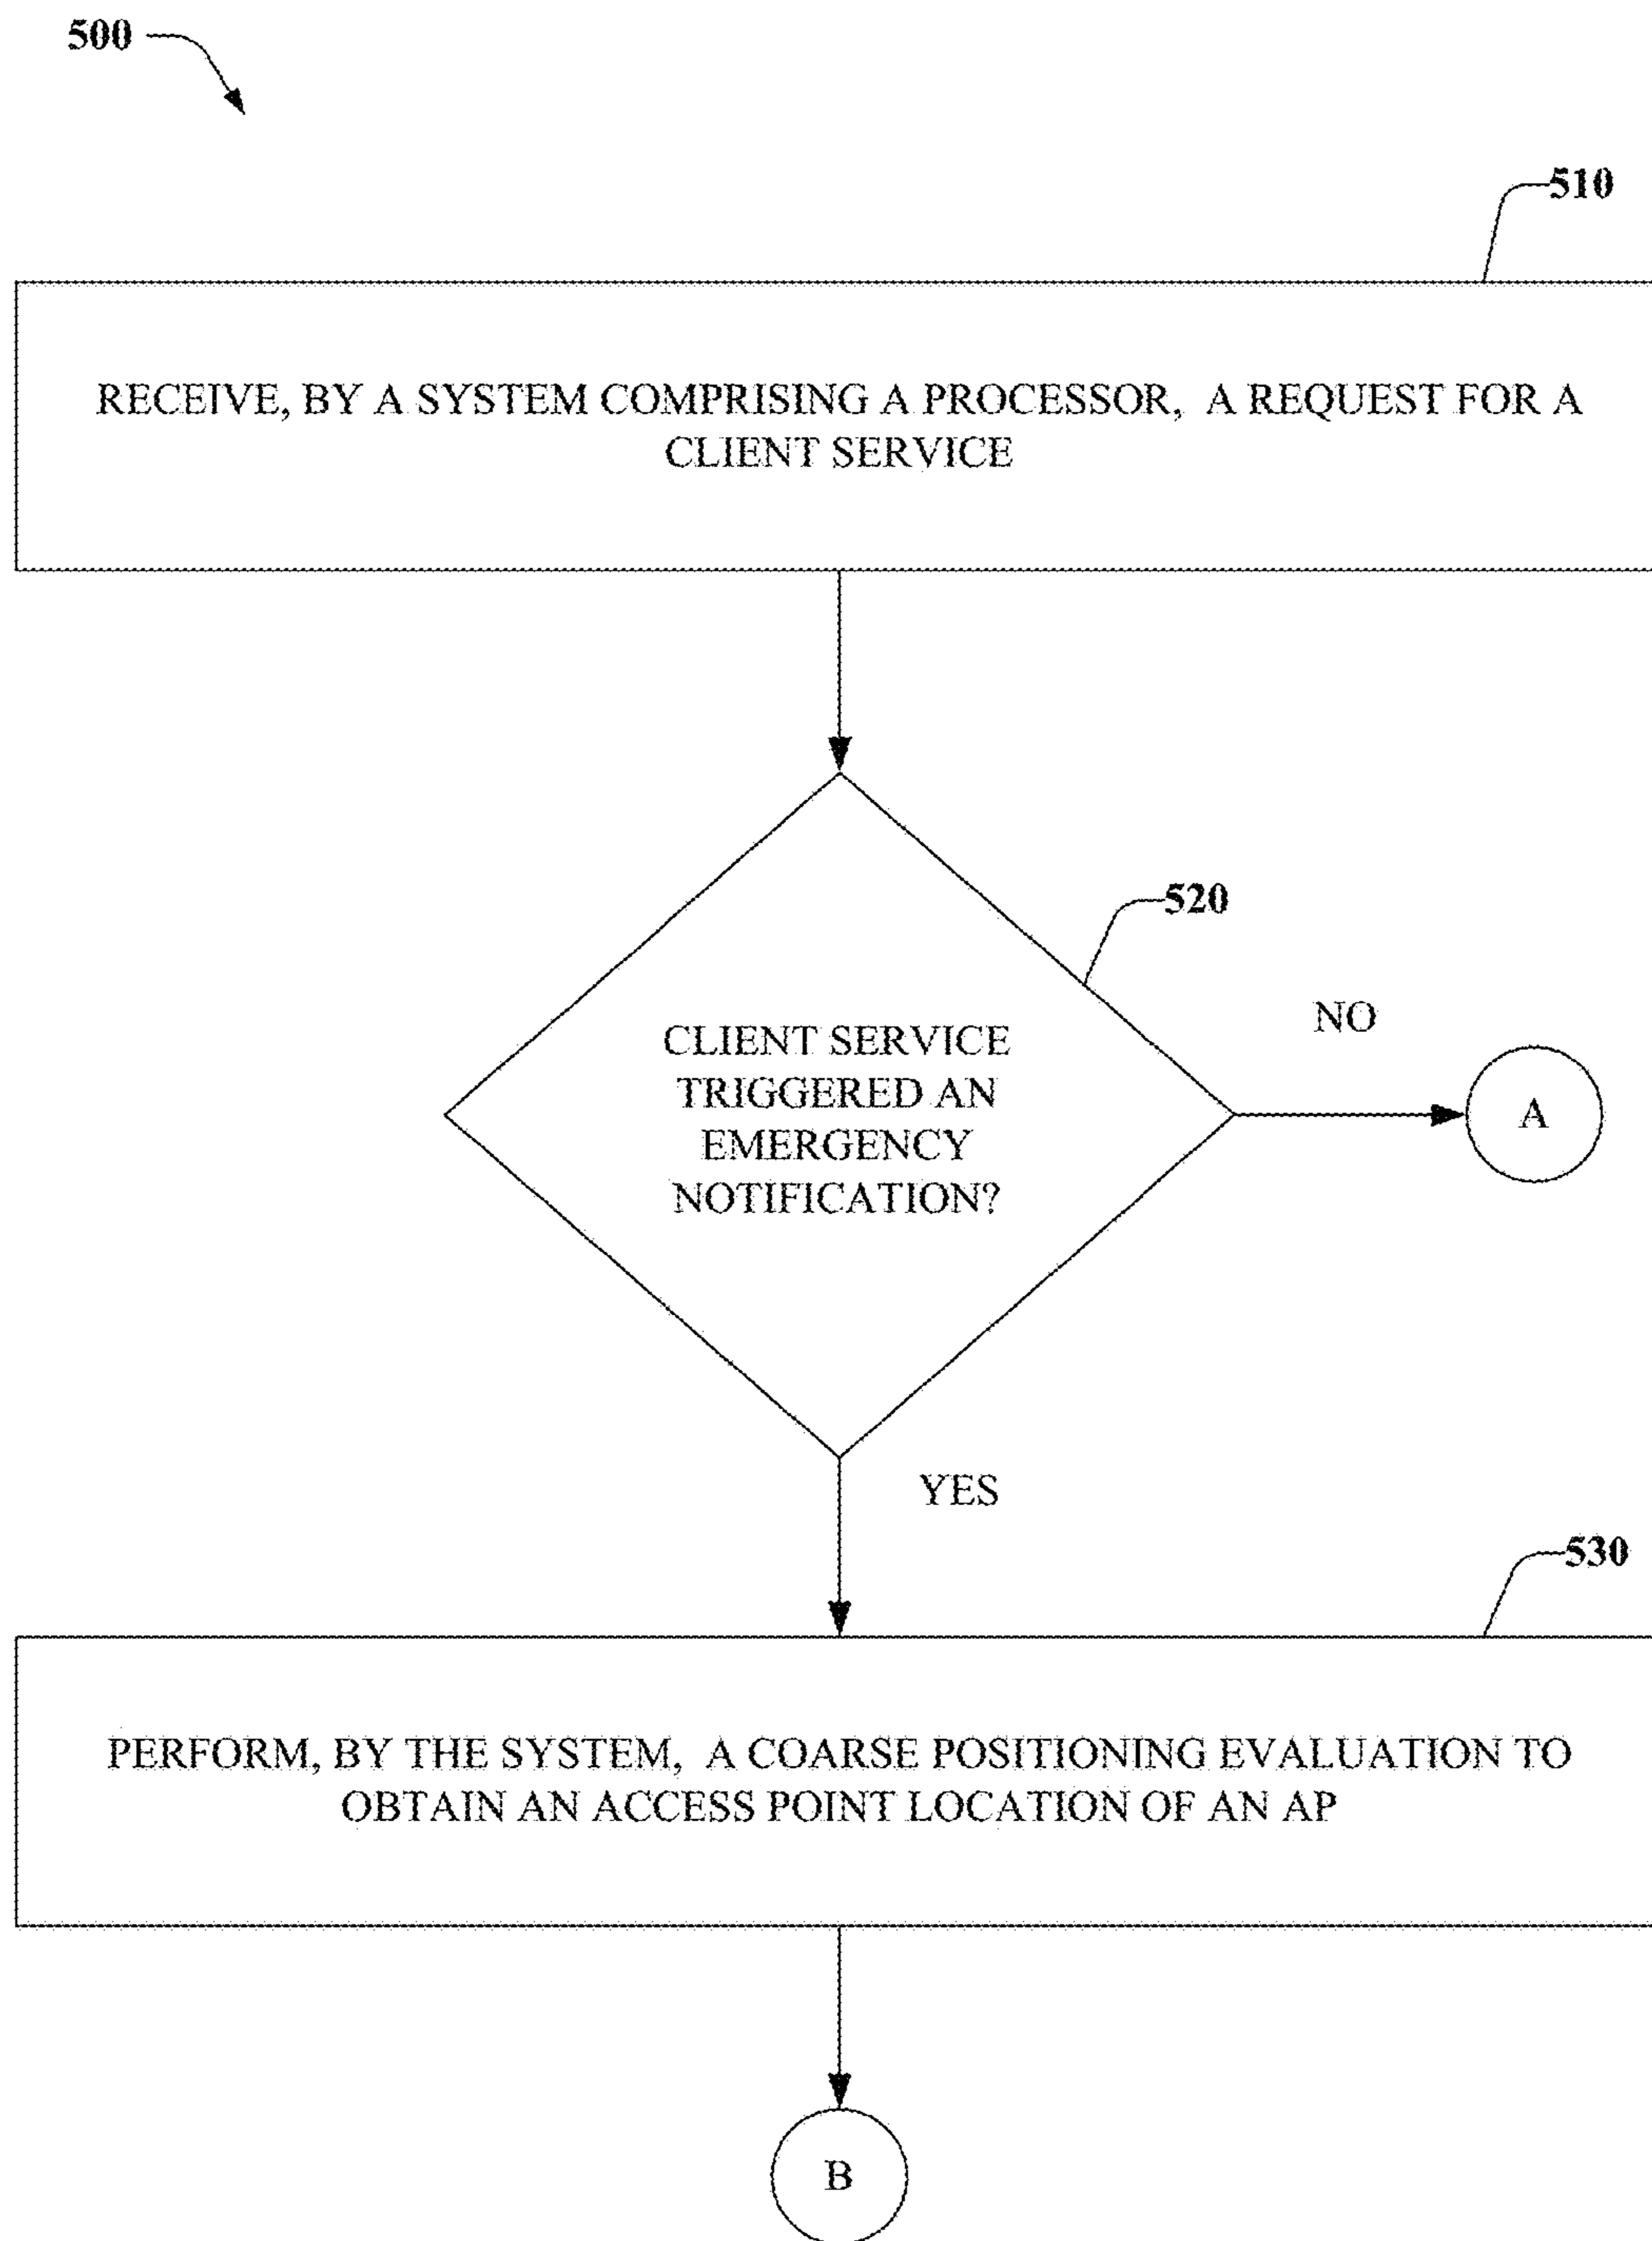 500
510
RECEIVE, BY A SYSTEM COMPRISING A PROCESSOR, A REQUEST FOR A
CLIENT SERVICE
520
CLIENT SERVICE
TRIGGERED AN
EMERGENCY
NOTIFICATION?
NO
A
YES
530
PERFORM, BY THE SYSTEM, A COARSE POSITIONING EVALUATION TO
OBTAIN AN ACCESS POINT LOCATION OF AN AP
B